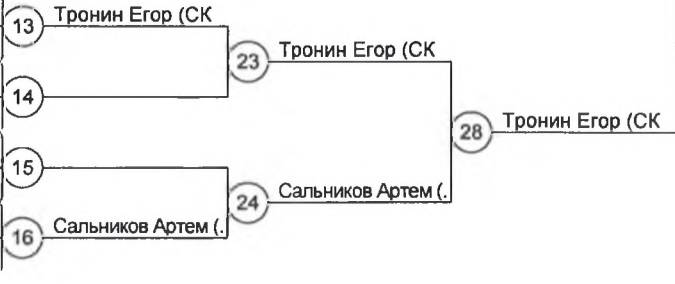 13 Тронин Егор (СК
23 Тронин Егор (СК
14
28 Тронин Егор (СК
15
24 Сальников Артем (.
16 Сальников Артем (.